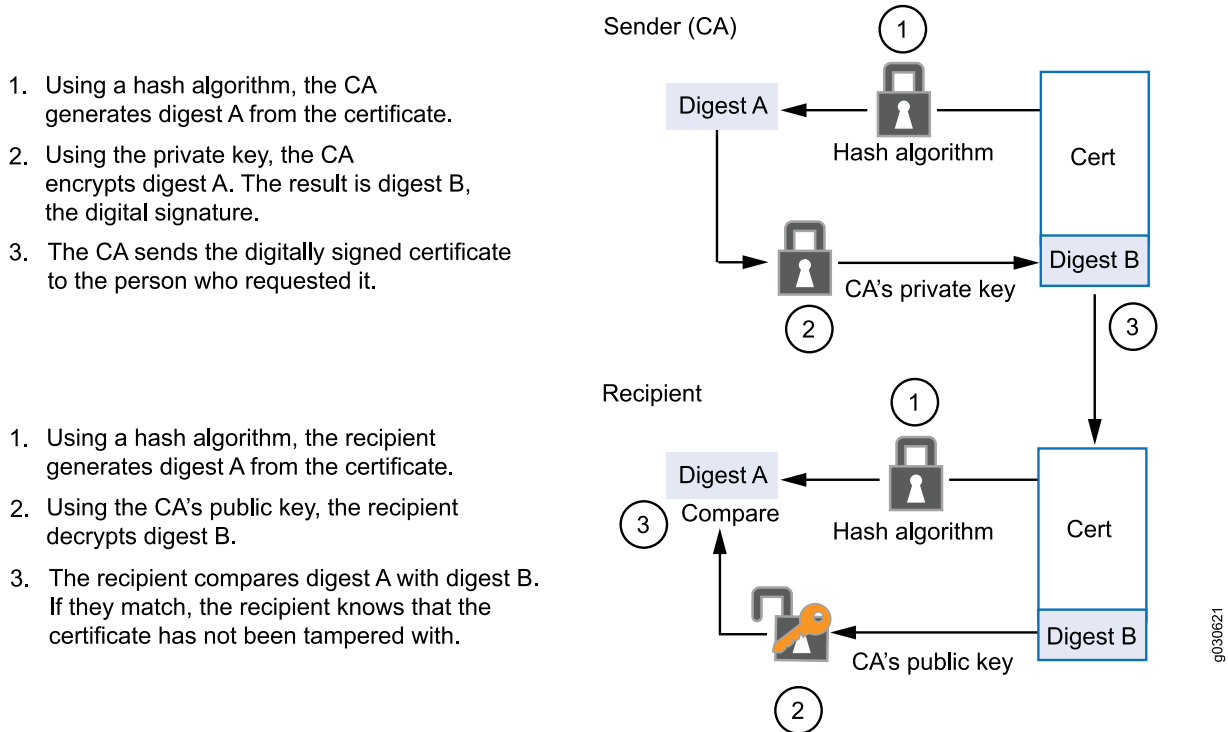 Sender (CA)
1
1. Using a hash algorithm, the CA
generates digest A from the certificate.
2. Using the private key, the CA
encrypts digest A. The result is digest B,
the digital signature.
3. The CA sends the digitally signed certificate
to the person who requested it.
Digest A
Hash algorithm
Cert
Digest B
CA's private key
2
3
Recipient
1
1. Using a hash algorithm, the recipient
generates digest A from the certificate.
2. Using the CA's public key, the recipient
decrypts digest B.
3. The recipient compares digest A with digest B.
If they match, the recipient knows that the
certificate has not been tampered with.
Digest A
3
Compare
Hash algorithm
Cert
Digest B
CA's public key
2
g030621